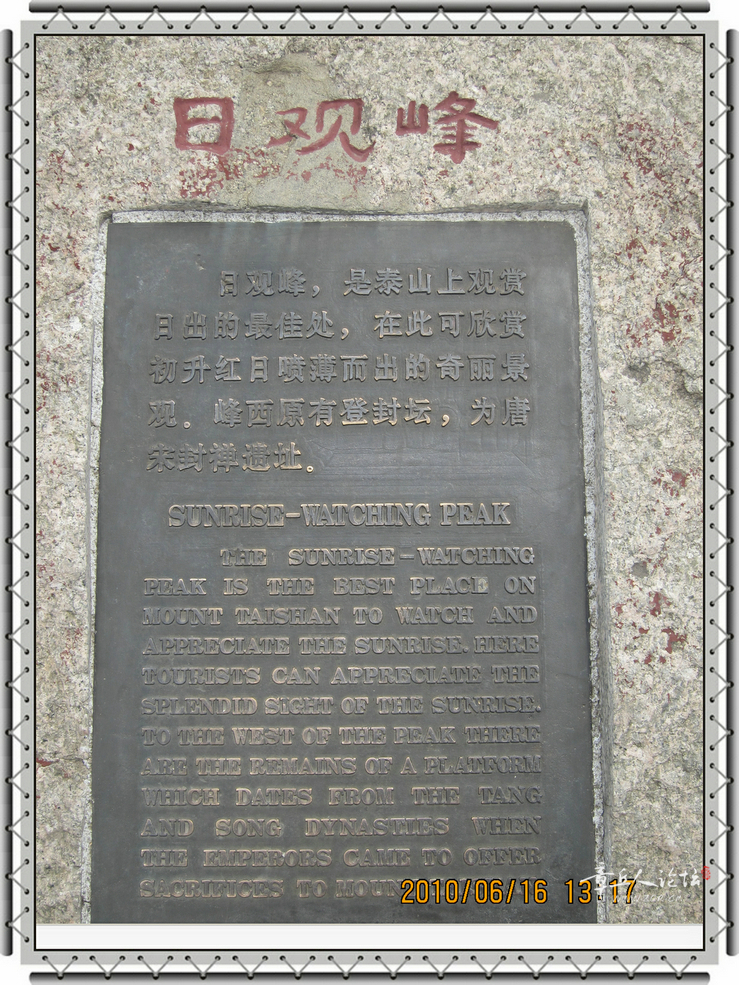 日观峰
日观峰，是泰山上观赏
日出的最佳处，在此可欣赏
初升红日喷薄而出的奇丽景
观。峰西原有登封坛，为唐
宋封禅遗址。
SUNRISE-WATCHING PEAK
THE SUNRISE-WATCHING
PEAK IS THE BEST PLACE ON
MOUNT TAISHAN TO WATCH AND
APPRECIATE THE SUNRISE. HERE
TOURISTS CAN APPRECIATE THE
SPLENDID SIGHT OF THE SUNRISE.
TO THE WEST OF THE PEAK THERE
ARE THE REMAINS OF A PLATFORM
WHICH DATES FROM THE TANG
AND SONG DYNASTIES WHEN
THE EMPERORS CAME TO OFFER
SACRIFICES TO
2010/06/16 13:17
章丘人论坛